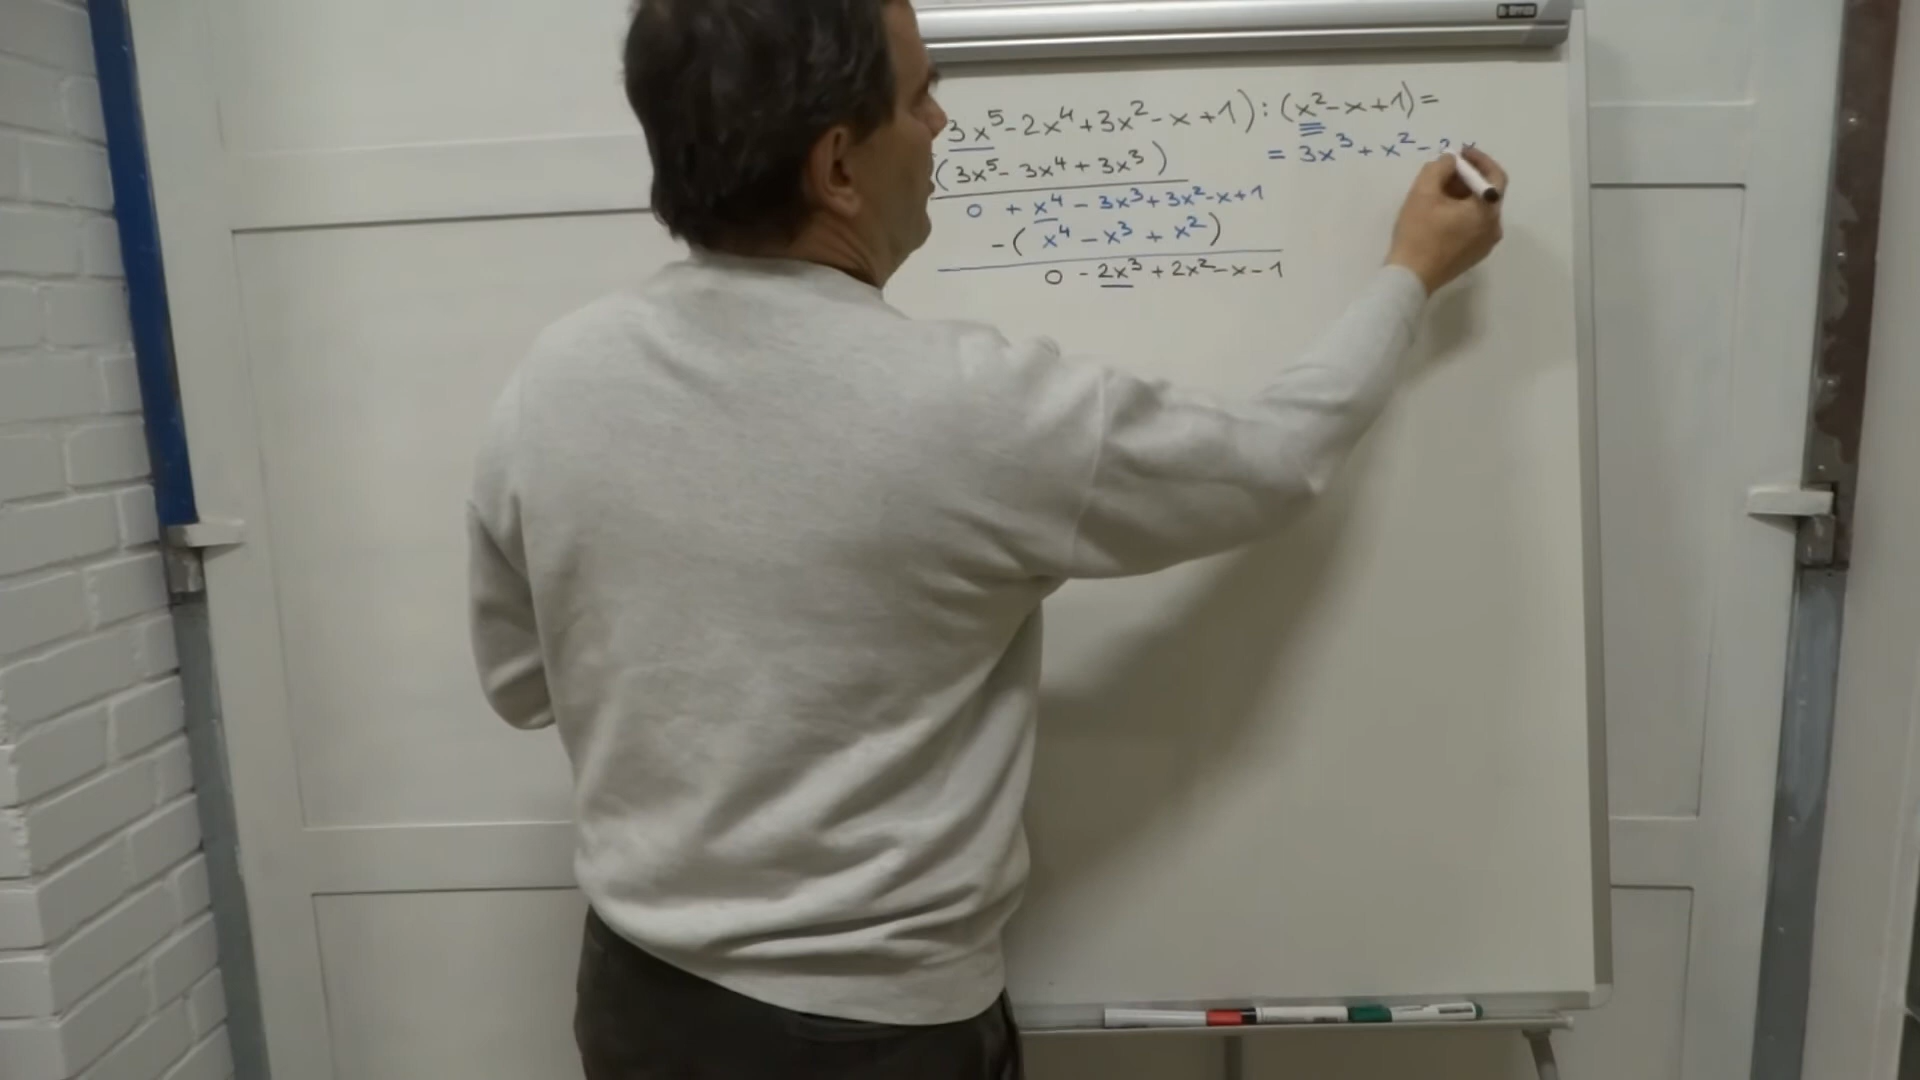 3x⁵-2x⁴+3x²-x+1):(x²-x+1)=
(3x⁵-3x⁴+3x³)
= 3x³+x²-2x
0 +x⁴-3x³+3x²-x+1
-(x⁴-x³+x²)
0 -2x³+2x²-x-1